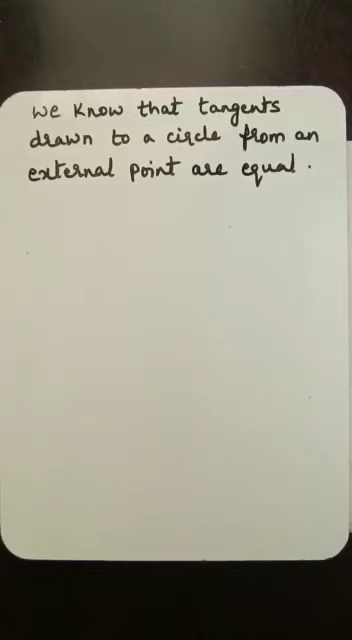 we know that tangents
drawn to a circle from an
external point are equal.